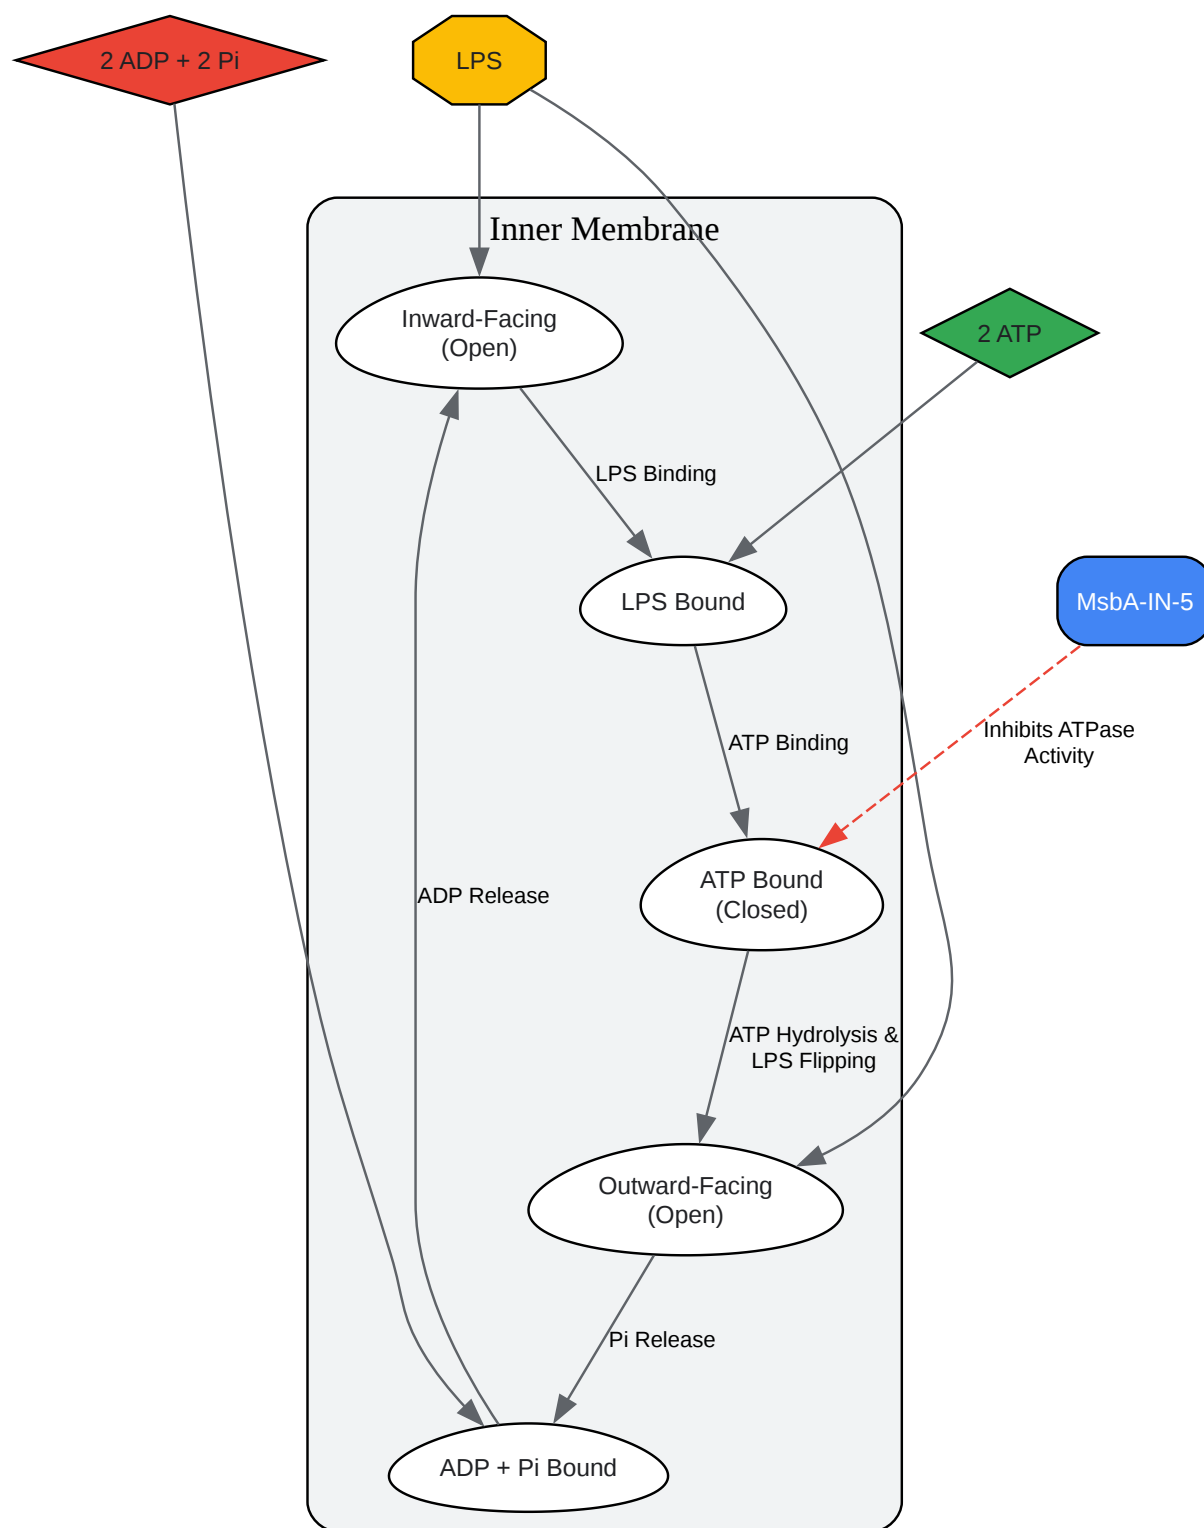 2 ADP + 2 Pi
LPS
Inner Membrane
Inward-Facing
(Open)
2 ATP
LPS Binding
LPS Bound
MsbA-IN-5
Inhibits ATPase
Activity
ATP Binding
ATP Bound
(Closed)
ADP Release
ATP Hydrolysis &
LPS Flipping
Outward-Facing
(Open)
Pi Release
ADP + Pi Bound